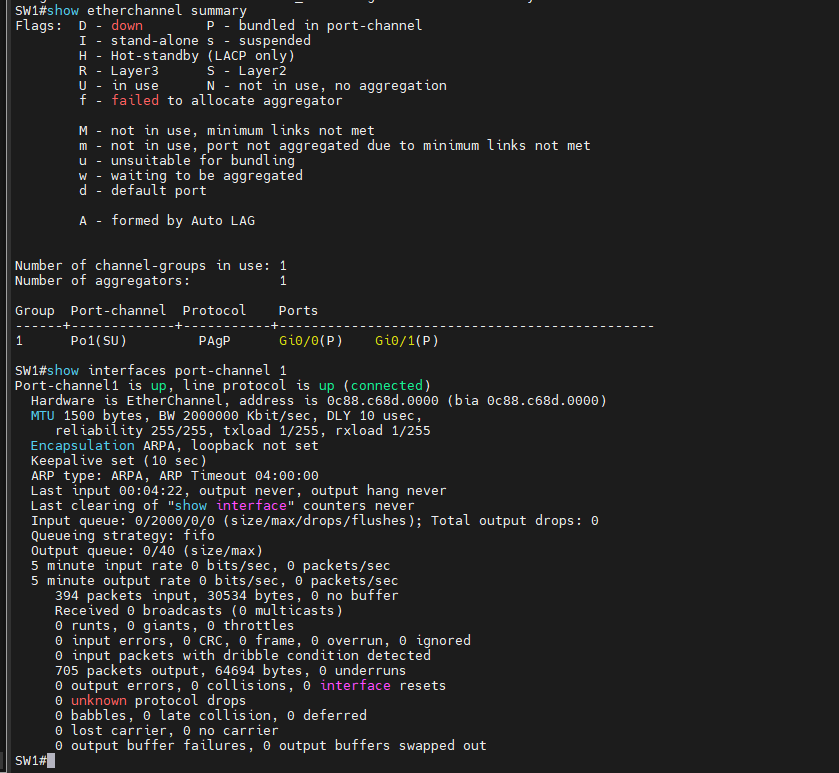 SW1#show etherchannel summary
Flags:  D - down        P - bundled in port-channel
        I - stand-alone s - suspended
        H - Hot-standby (LACP only)
        R - Layer3      S - Layer2
        U - in use      N - not in use, no aggregation
        f - failed to allocate aggregator

        M - not in use, minimum links not met
        m - not in use, port not aggregated due to minimum links not met
        u - unsuitable for bundling
        w - waiting to be aggregated
        d - default port

        A - formed by Auto LAG


Number of channel-groups in use: 1
Number of aggregators:           1

Group  Port-channel  Protocol    Ports
------+-------------+-----------+-----------------------------------------------
1      Po1(SU)         PAgP      Gi0/0(P)    Gi0/1(P)

SW1#show interfaces port-channel 1
Port-channel1 is up, line protocol is up (connected)
  Hardware is EtherChannel, address is 0c88.c68d.0000 (bia 0c88.c68d.0000)
  MTU 1500 bytes, BW 2000000 Kbit/sec, DLY 10 usec,
     reliability 255/255, txload 1/255, rxload 1/255
  Encapsulation ARPA, loopback not set
  Keepalive set (10 sec)
  ARP type: ARPA, ARP Timeout 04:00:00
  Last input 00:04:22, output never, output hang never
  Last clearing of "show interface" counters never
  Input queue: 0/2000/0/0 (size/max/drops/flushes); Total output drops: 0
  Queueing strategy: fifo
  Output queue: 0/40 (size/max)
  5 minute input rate 0 bits/sec, 0 packets/sec
  5 minute output rate 0 bits/sec, 0 packets/sec
     394 packets input, 30534 bytes, 0 no buffer
     Received 0 broadcasts (0 multicasts)
     0 runts, 0 giants, 0 throttles
     0 input errors, 0 CRC, 0 frame, 0 overrun, 0 ignored
     0 input packets with dribble condition detected
     705 packets output, 64694 bytes, 0 underruns
     0 output errors, 0 collisions, 0 interface resets
     0 unknown protocol drops
     0 babbles, 0 late collision, 0 deferred
     0 lost carrier, 0 no carrier
     0 output buffer failures, 0 output buffers swapped out
SW1#